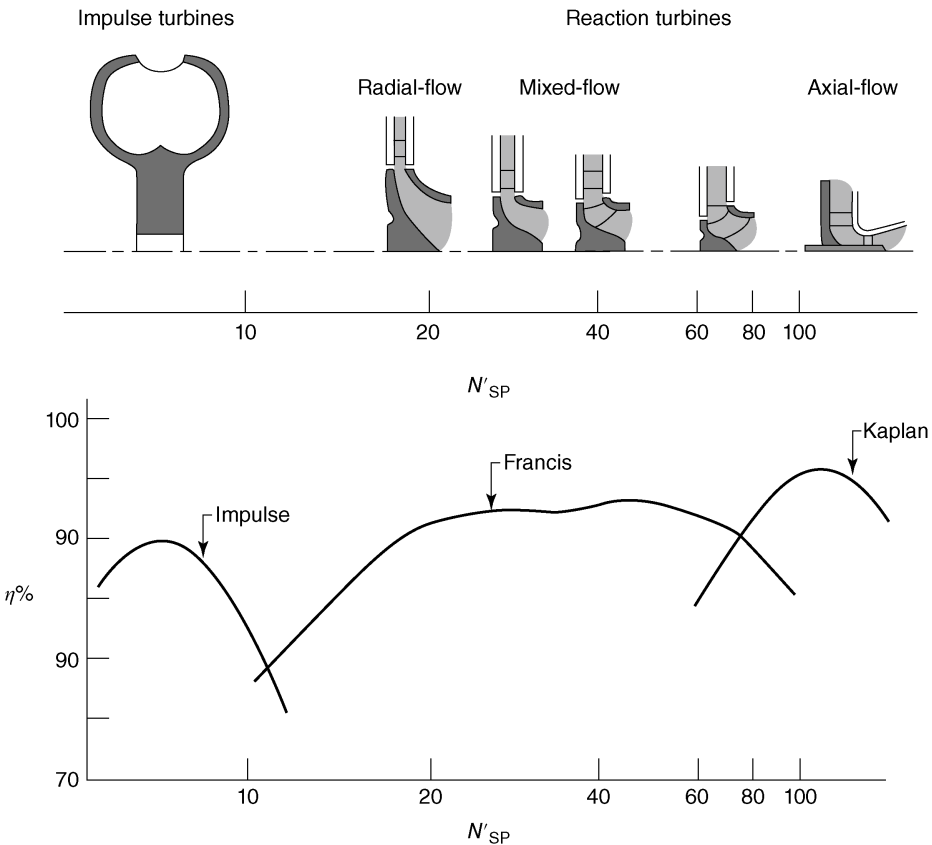 Impulse turbines
Reaction turbines
Radial-flow
Mixed-flow
Axial-flow
10 20 40 60 80 100
N′SP
100
Kaplan
Francis
Impulse
90
η%
90
70
10 20 40 60 80 100
N′SP